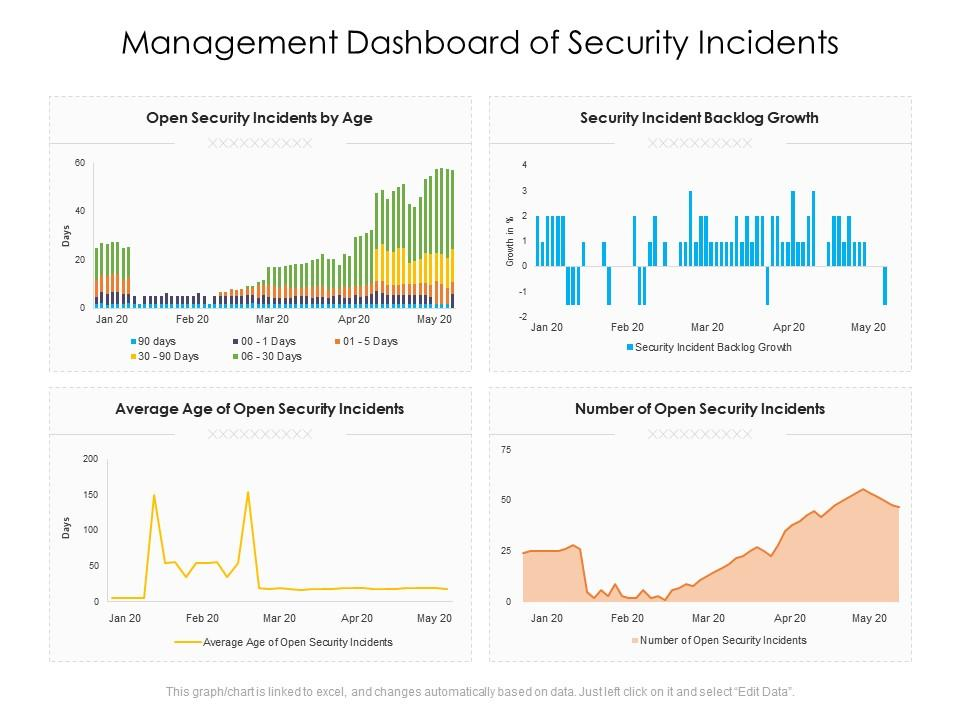 Management Dashboard of Security Incidents
Open Security Incidents by Age
60
40
20
0
Days
Jan 20 Feb 20 Mar 20 Apr 20 May 20
90 days 00 - 1 Days 01 - 5 Days
30 - 90 Days 06 - 30 Days
Security Incident Backlog Growth
4
3
2
1
0
-1
-2
Growth in %
Jan 20 Feb 20 Mar 20 Apr 20 May 20
Security Incident Backlog Growth
Average Age of Open Security Incidents
200
150
100
50
0
Days
Jan 20 Feb 20 Mar 20 Apr 20 May 20
Average Age of Open Security Incidents
Number of Open Security Incidents
75
50
25
0
Jan 20 Feb 20 Mar 20 Apr 20 May 20
Number of Open Security Incidents
This graph/chart is linked to excel, and changes automatically based on data. Just left click on it and select “Edit Data”.